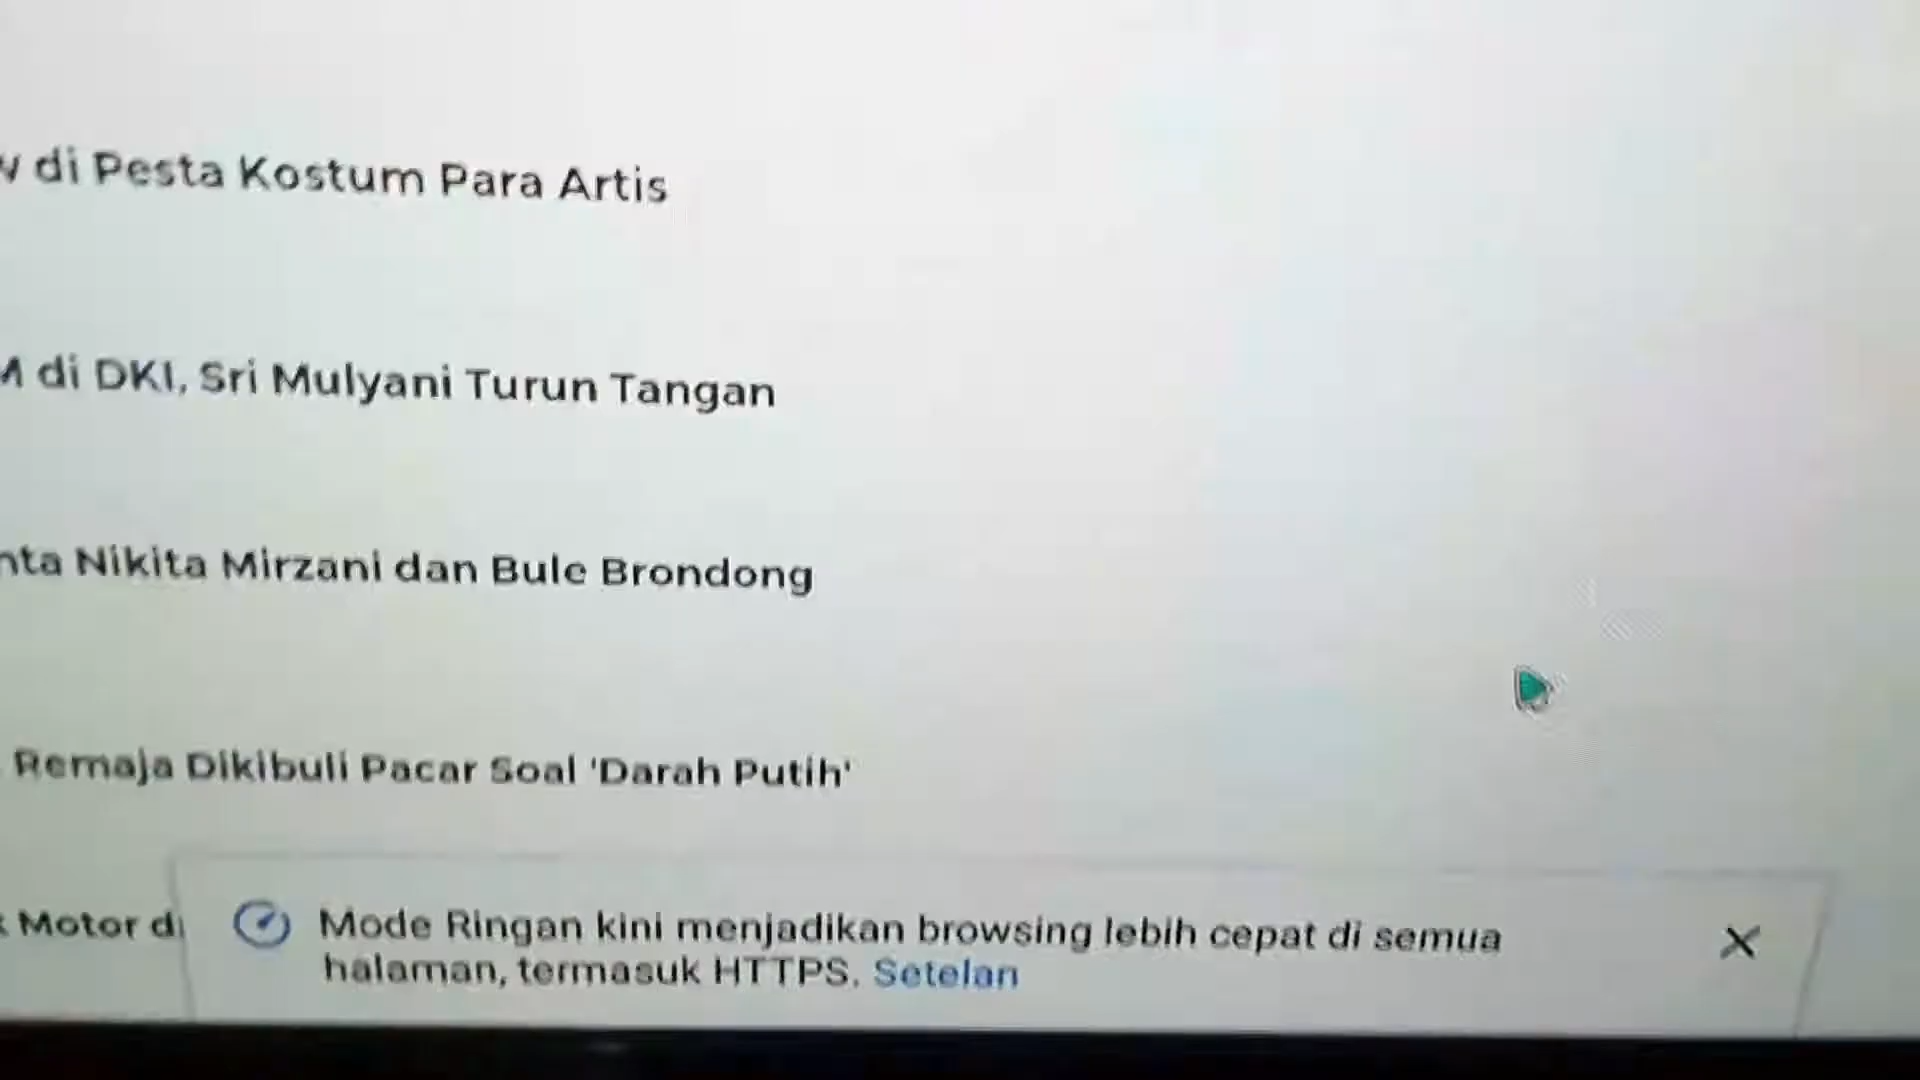 di Pesta Kostum Para Artis
di DKI, Sri Mulyani Turun Tangan
Nikita Mirzani dan Bule Brondong
Remaja Dikibuli Pacar Soal 'Darah Putih'
Motor
Mode Ringan kini menjadikan browsing lebih cepat di semua
halaman, termasuk HTTPS. Setelan